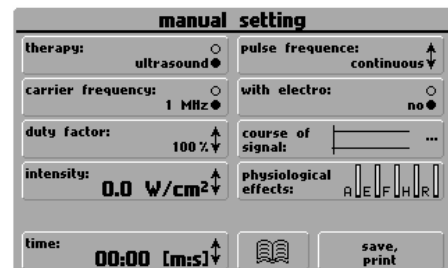 manual setting
therapy:
ultrasound
pulse frequence:
continuous
carrier frequency:
1 MHz
with electro:
no
duty factor:
100 %
course of
signal:
...
intensity:
0.0 W/cm²
physiological
effects:
A E F H R
time:
00:00 [m:s]
save,
print